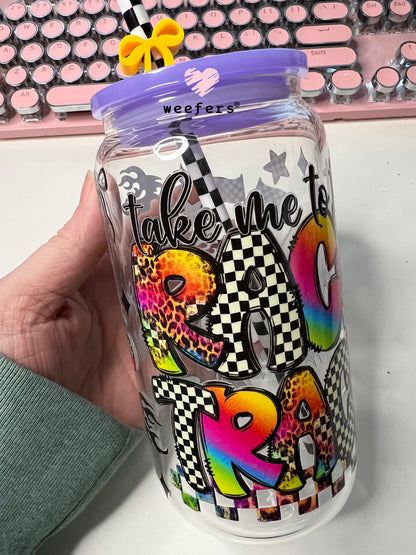 weefers®
take me to
RAC
TRA